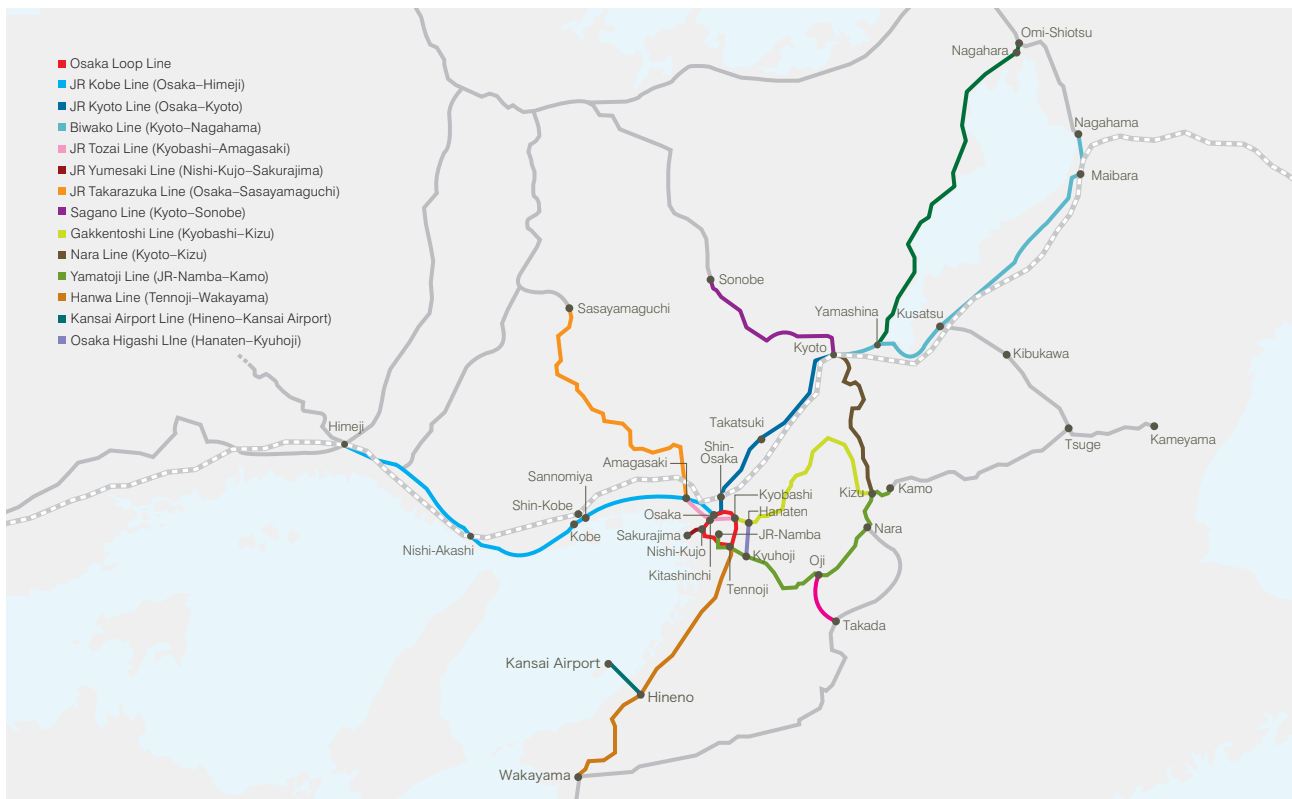 Osaka Loop Line
JR Kobe Line (Osaka–Himeji)
JR Kyoto Line (Osaka–Kyoto)
Biwako Line (Kyoto–Nagahama)
JR Tozai Line (Kyobashi–Amagasaki)
JR Yumesaki Line (Nishi-Kujo–Sakurajima)
JR Takarazuka Line (Osaka–Sasayamaguchi)
Sagano Line (Kyoto–Sonobe)
Gakkentoshi Line (Kyobashi–Kizu)
Nara Line (Kyoto–Kizu)
Yamatoji Line (JR-Namba–Kamo)
Hanwa Line (Tennoji–Wakayama)
Kansai Airport Line (Hineno–Kansai Airport)
Osaka Higashi LIne (Hanaten–Kyuhoji)
Omi-Shiotsu
Nagahara
Nagahama
Maibara
Sonobe
Sasayamaguchi
Yamashina
Kusatsu
Kyoto
Kibukawa
Himeji
Takatsuki
Tsuge
Kameyama
Shin-
Osaka
Amagasaki
Sannomiya
Kyobashi
Kizu
Kamo
Shin-Kobe
Osaka
Hanaten
Kobe
Sakurajima
JR-Namba
Nara
Nishi-Akashi
Nishi-Kujo
Kyuhoji
Oji
Kitashinchi
Tennoji
Takada
Kansai Airport
Hineno
Wakayama